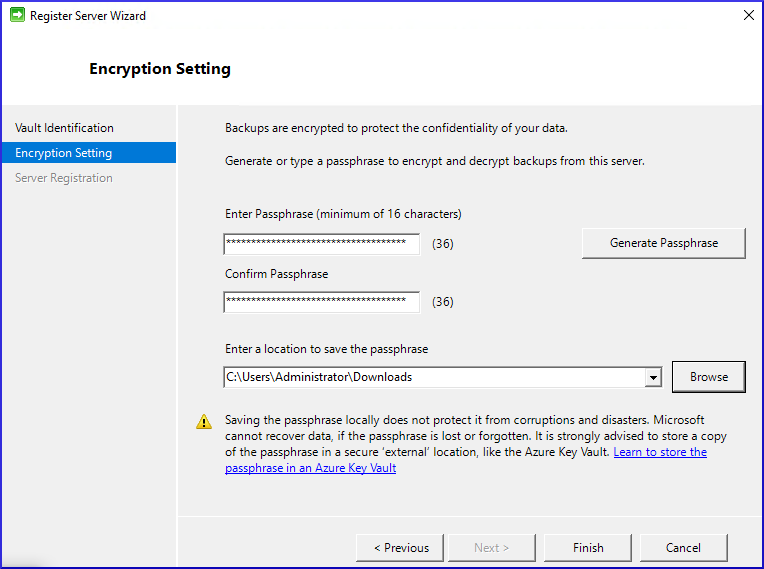 Register Server Wizard
Encryption Setting
Vault Identification
Encryption Setting
Server Registration
Backups are encrypted to protect the confidentiality of your data.
Generate or type a passphrase to encrypt and decrypt backups from this server.
Enter Passphrase (minimum of 16 characters)
************************************ (36)
Generate Passphrase
Confirm Passphrase
************************************ (36)
Enter a location to save the passphrase
C:\Users\Administrator\Downloads
Browse
Saving the passphrase locally does not protect it from corruptions and disasters. Microsoft
cannot recover data, if the passphrase is lost or forgotten. It is strongly advised to store a copy
of the passphrase in a secure 'external' location, like the Azure Key Vault. Learn to store the
passphrase in an Azure Key Vault
< Previous
Next >
Finish
Cancel